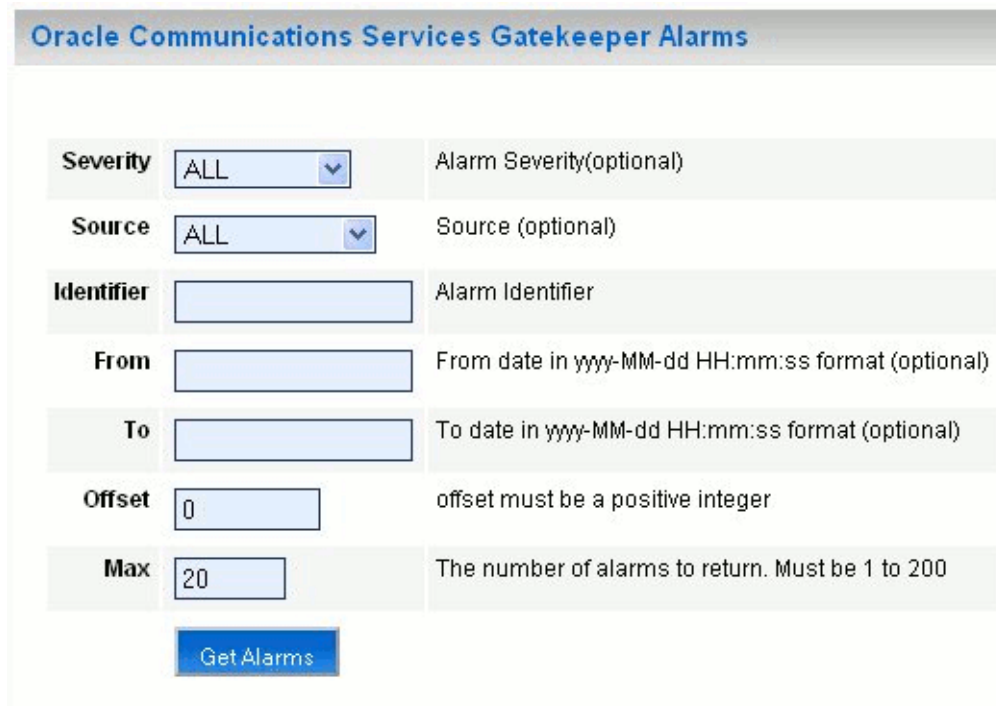 Oracle Communications Services Gatekeeper Alarms
Severity ALL Alarm Severity(optional)
Source ALL Source (optional)
Identifier Alarm Identifier
From From date in yyyy-MM-dd HH:mm:ss format (optional)
To To date in yyyy-MM-dd HH:mm:ss format (optional)
Offset 0 offset must be a positive integer
Max 20 The number of alarms to return. Must be 1 to 200
Get Alarms